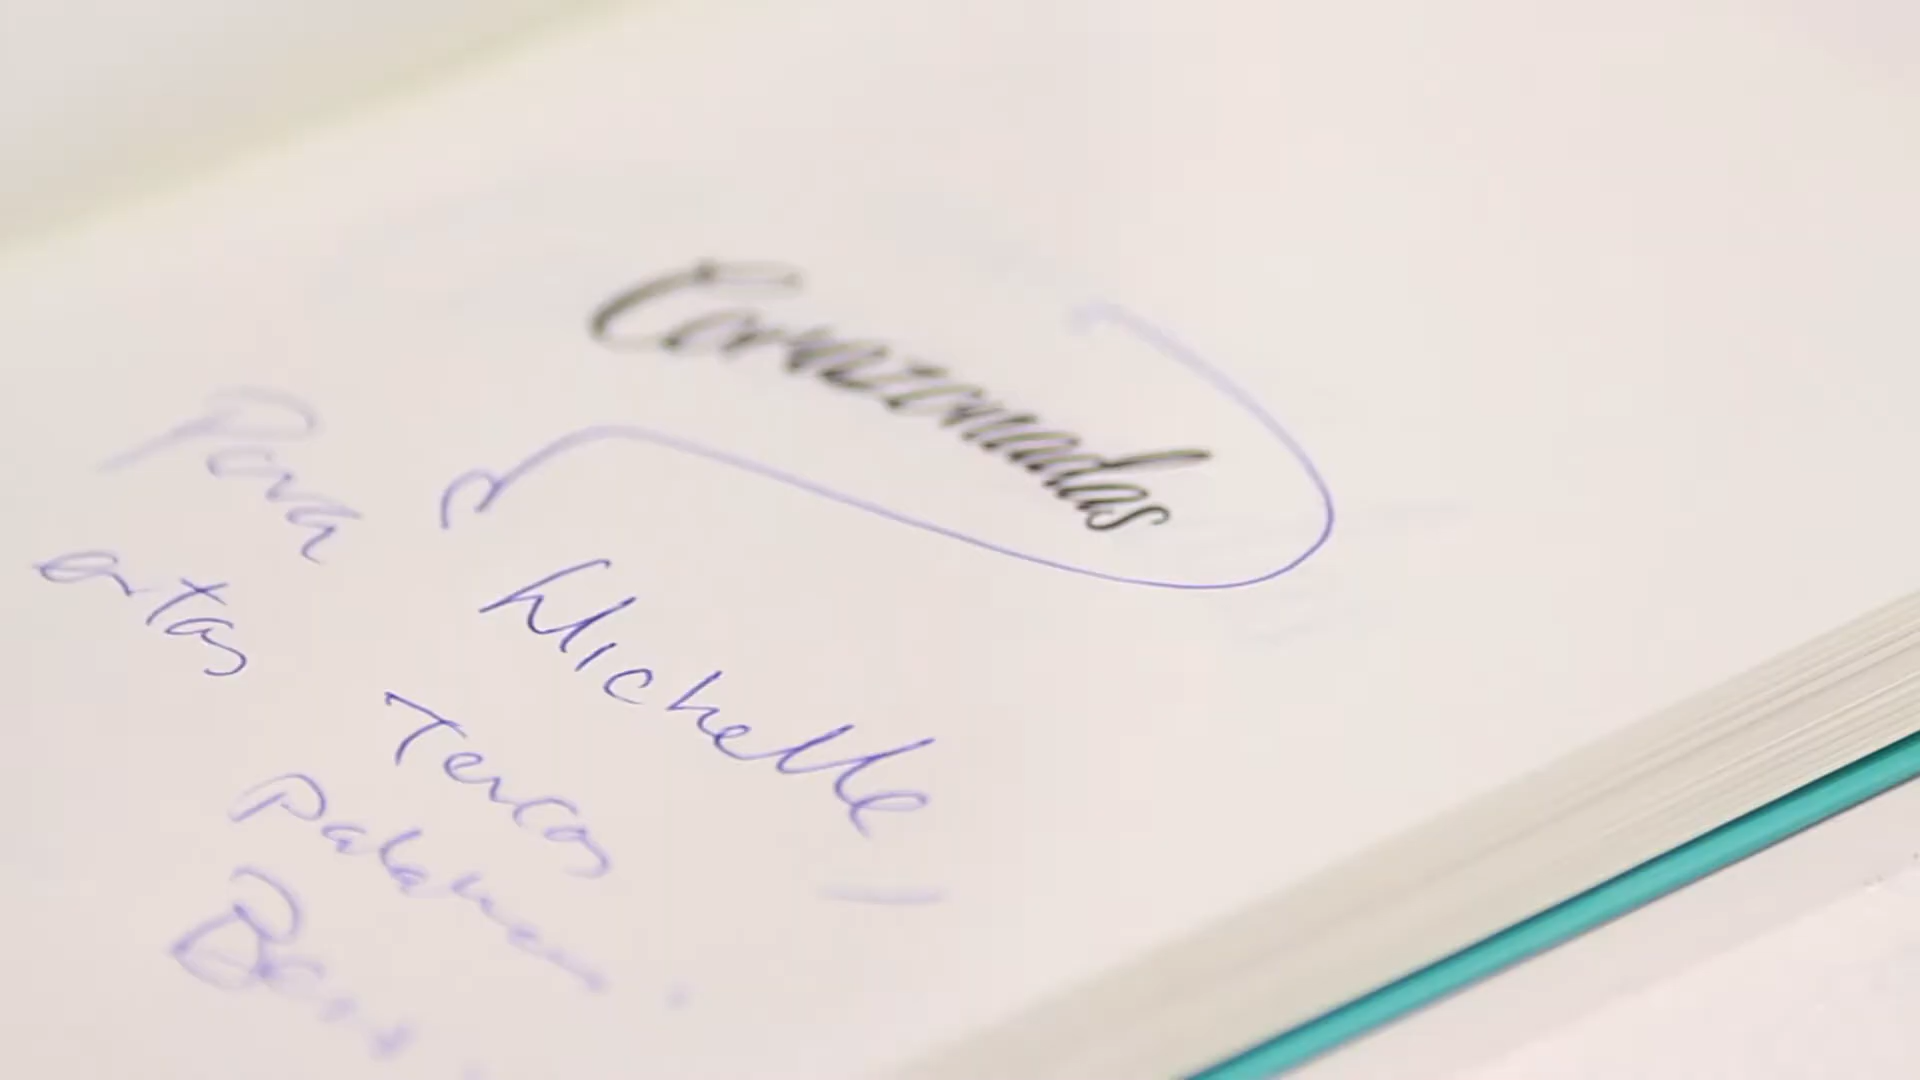 Corazonadas
Para Michelle
estas Tercas
palabras.